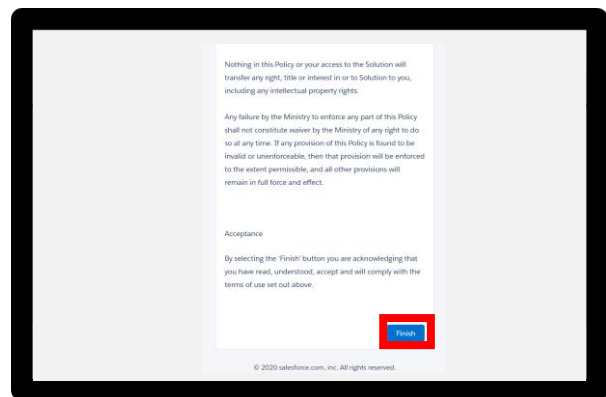 Nothing in this Policy or your access to the Solution will
transfer any right, title or interest in or to Solution to you,
including any intellectual property rights.
Any failure by the Ministry to enforce any part of this Policy
shall not constitute waiver by the Ministry of any right to do
so at any time. If any provision of this Policy is found to be
invalid or unenforceable, then that provision will be enforced
to the extent permissible, and all other provisions will
remain in full force and effect.
Acceptance
By selecting the 'Finish' button you are acknowledging that
you have read, understood, accept and will comply with the
terms of use set out above.
Finish
© 2020 salesforce.com, inc. All rights reserved.